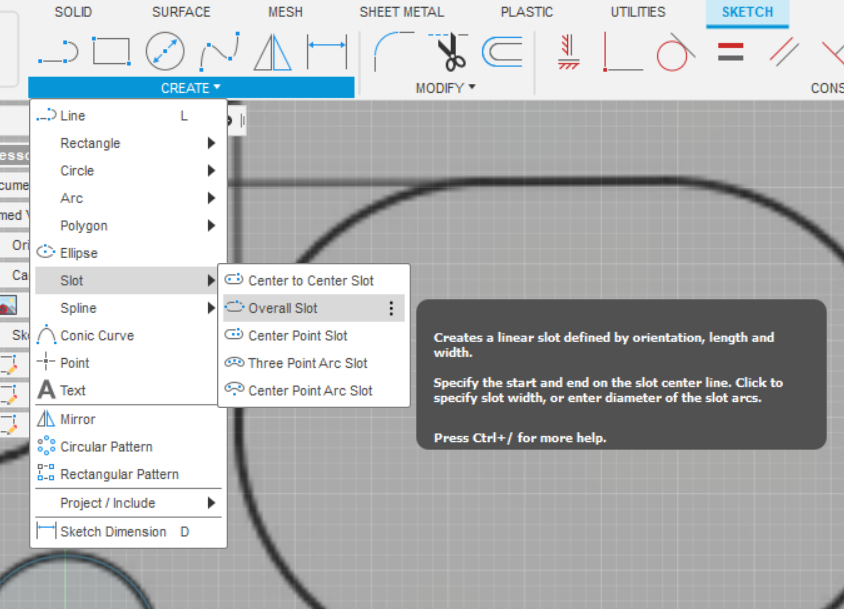 SOLID SURFACE MESH SHEET METAL PLASTIC UTILITIES SKETCH
CREATE MODIFY CONS
Line L
Rectangle
Circle
Arc
Polygon
Ellipse
Slot
Spline
Conic Curve
Point
Text
Mirror
Circular Pattern
Rectangular Pattern
Project / Include
Sketch Dimension D
Center to Center Slot
Overall Slot
Center Point Slot
Three Point Arc Slot
Center Point Arc Slot
Creates a linear slot defined by orientation, length and
width.
Specify the start and end on the slot center line. Click to
specify slot width, or enter diameter of the slot arcs.
Press Ctrl+/ for more help.
esso
cume
med V
Ori
Ca
Ske